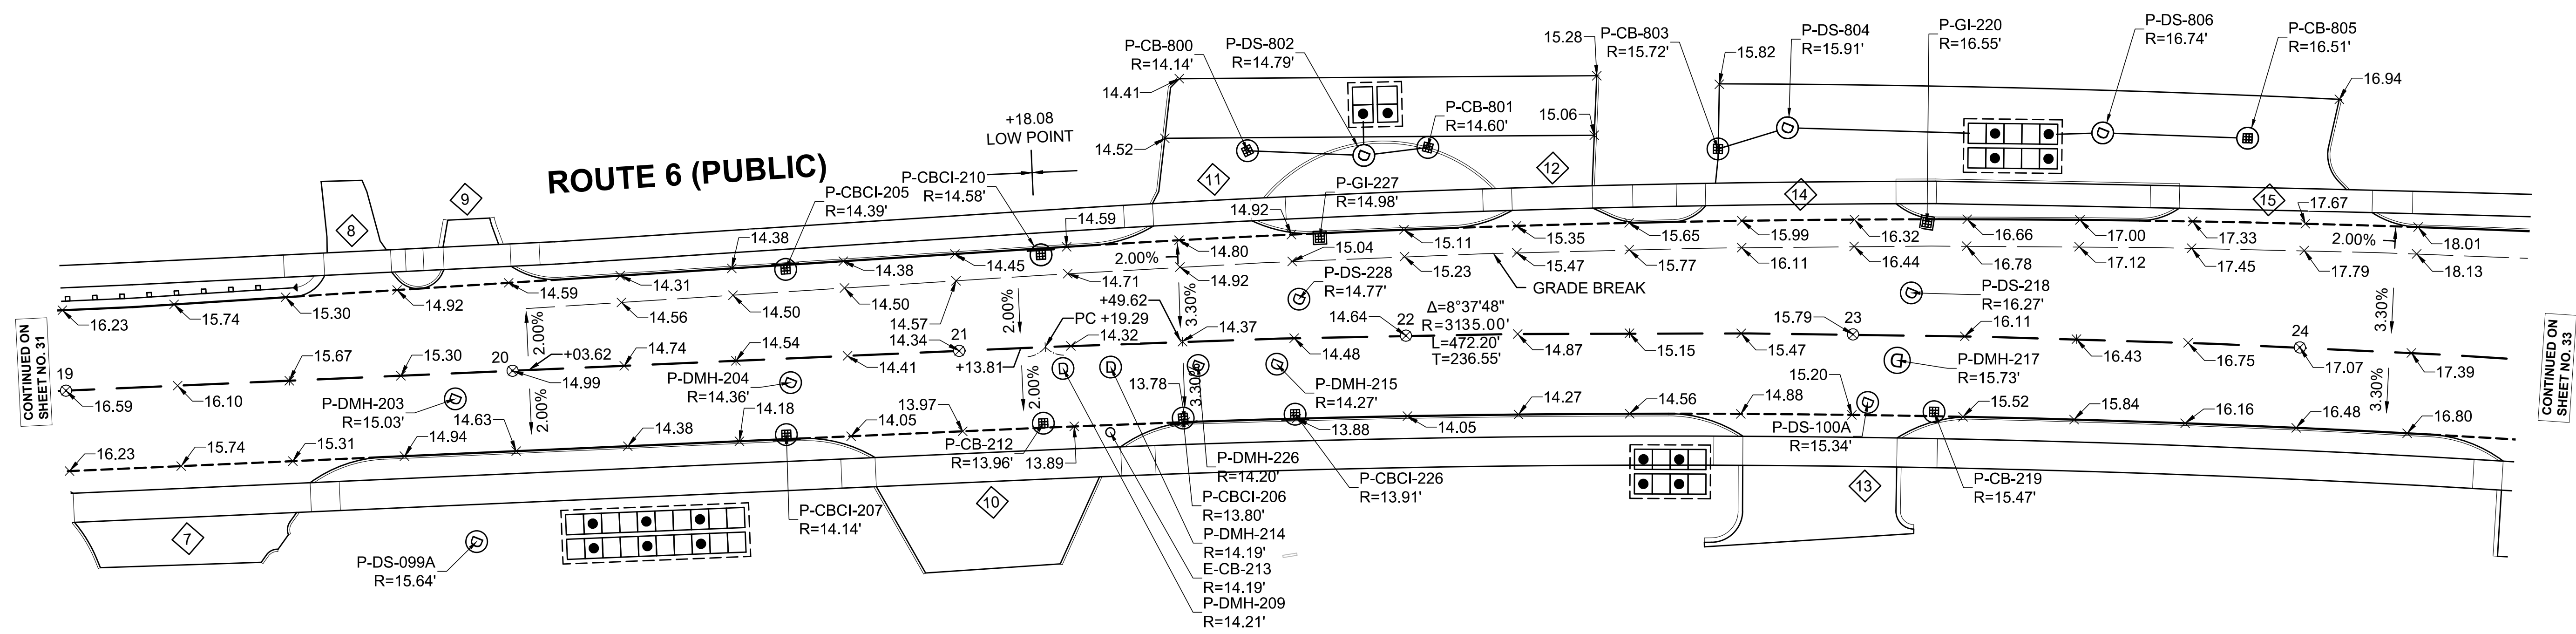 P-CB-800
R=14.14'
P-DS-802
R=14.79'
15.28
P-CB-803
R=15.72'
15.82
P-DS-804
R=15.91'
P-GI-220
R=16.55'
P-DS-806
R=16.74'
P-CB-805
R=16.51'
16.94
14.41
14.52
+18.08
LOW POINT
P-CB-801
R=14.60'
15.06
ROUTE 6 (PUBLIC)
8
9
11
12
14
15
P-CBCI-205
R=14.39'
P-CBCI-210
R=14.58'
P-GI-227
R=14.98'
14.38
14.59
14.92
17.67
16.23
15.74
15.30
14.92
14.59
14.31
14.38
14.45
2.00%
14.80
15.04
15.11
15.35
15.65
15.99
16.32
16.66
17.00
17.33
2.00%
18.01
14.56
14.50
14.50
14.57
14.71
14.92
P-DS-228
R=14.77'
15.23
15.47
GRADE BREAK
15.77
16.11
16.44
16.78
17.12
17.45
17.79
18.13
P-DS-218
R=16.27'
CONTINUED ON
SHEET NO. 31
19
16.59
16.10
15.67
15.30
20
+03.62
14.99
2.00%
2.00%
14.74
14.54
14.41
14.34
21
+13.81
2.00%
2.00%
PC +19.29
+49.62
14.32
3.30%
3.30%
14.37
14.48
14.64
22
Δ=8°37'48"
R=3135.00'
L=472.20'
T=236.55'
14.87
15.15
15.47
15.79
23
16.11
16.43
16.75
24
17.07
17.39
3.30%
3.30%
CONTINUED ON
SHEET NO. 33
P-DMH-203
R=15.03'
P-DMH-204
R=14.36'
P-DMH-215
R=14.27'
P-DMH-217
R=15.73'
16.23
15.74
15.31
14.94
14.63
14.38
14.18
14.05
13.97
P-CB-212
R=13.96'
13.89
13.78
13.88
14.05
14.27
14.56
14.88
15.20
P-DS-100A
R=15.34'
15.52
15.84
16.16
16.48
16.80
P-CB-219
R=15.47'
7
10
13
P-DS-099A
R=15.64'
P-CBCI-207
R=14.14'
P-DMH-226
R=14.20'
P-CBCI-206
R=13.80'
P-DMH-214
R=14.19'
E-CB-213
R=14.19'
P-DMH-209
R=14.21'
P-CBCI-226
R=13.91'